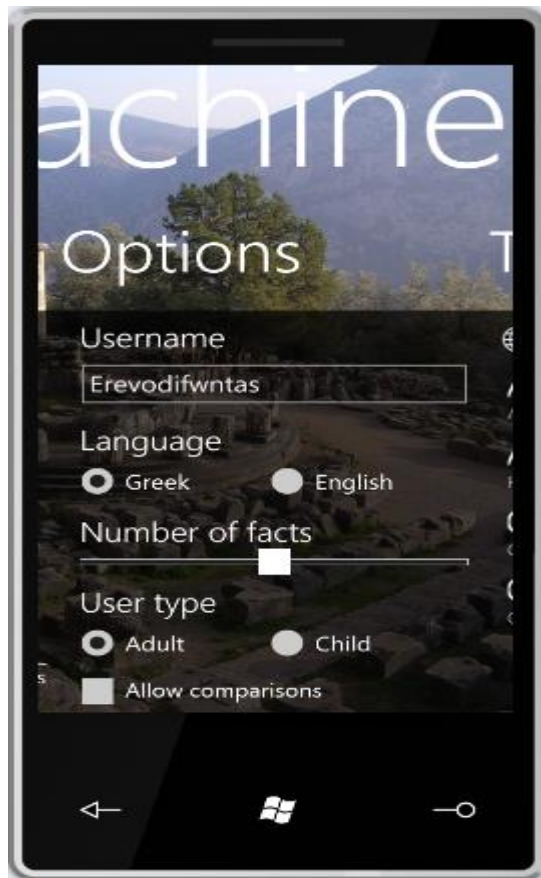 achine
Options
Username
Erevodifwntas
Language
Greek English
Number of facts
User type
Adult Child
Allow comparisons